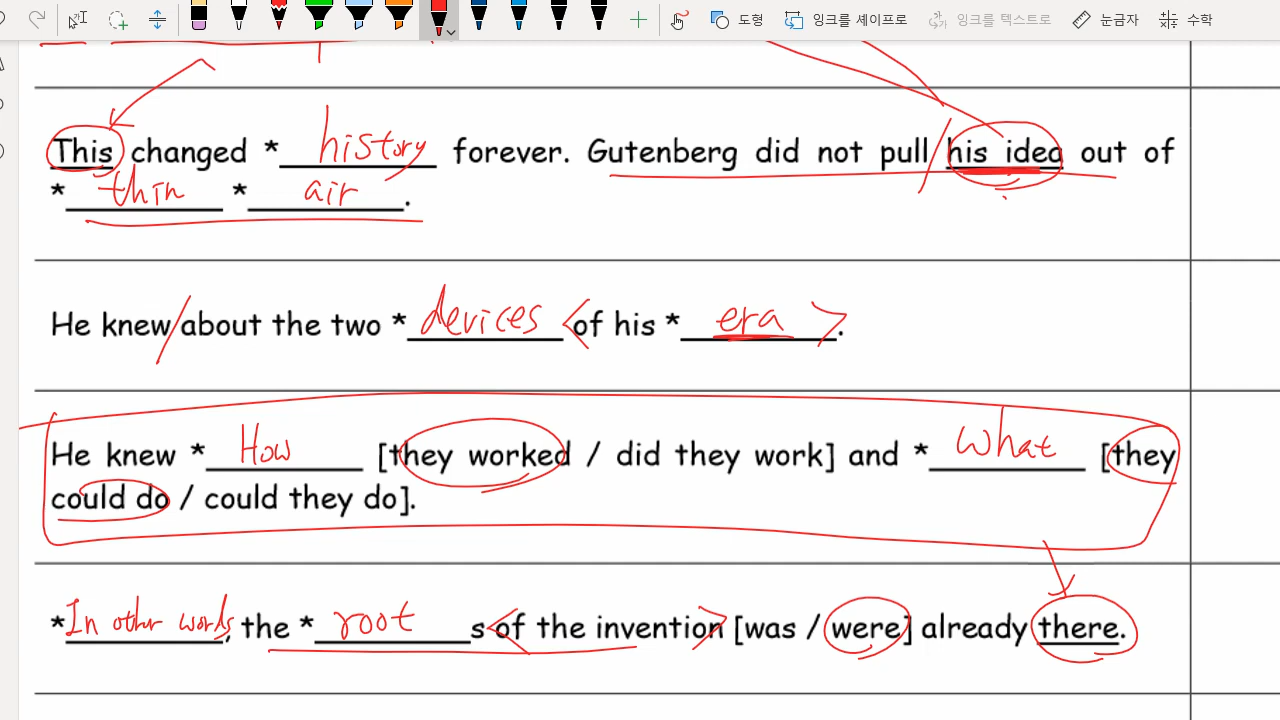 도형 잉크를 셰이프로 잉크를 텍스트로 눈금자 수학
This changed * history forever. Gutenberg did not pull his idea out of
* thin * air.
He knew about the two * devices of his * era.
He knew * How [they worked / did they work] and * What [they
could do / could they do].
*In other words, the * roots of the invention [was / were] already there.